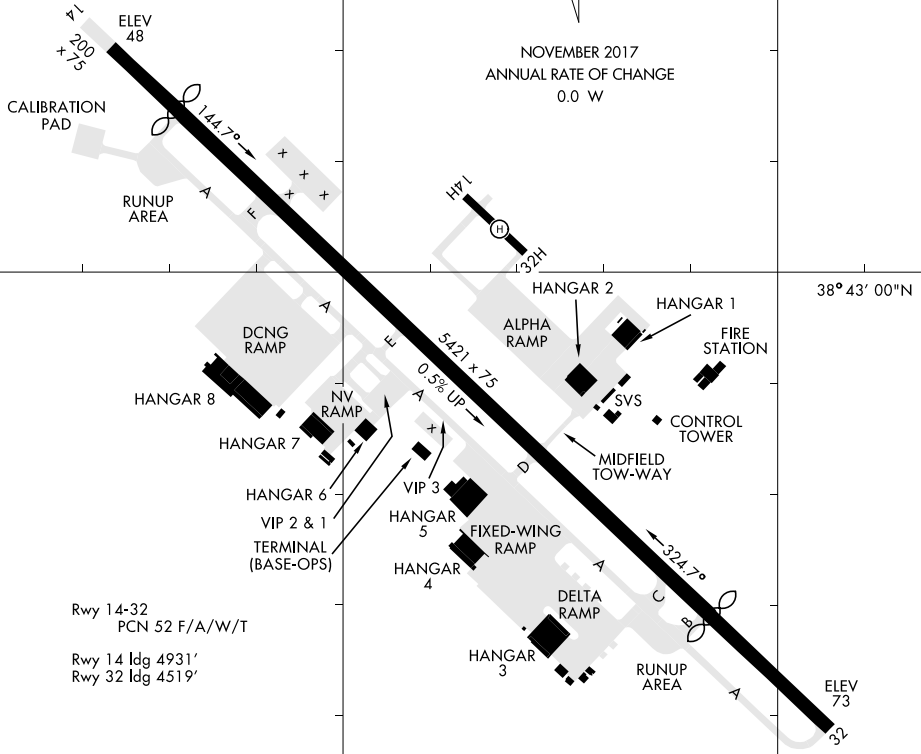 14
ELEV
48
200
x 75
NOVEMBER 2017
ANNUAL RATE OF CHANGE
0.0 W
CALIBRATION
PAD
144.7°
x
x
x
x
RUNUP
AREA
A
F
14H
H
32H
38° 43' 00"N
HANGAR 2
HANGAR 1
A
ALPHA
RAMP
FIRE
STATION
DCNG
RAMP
E
5421 x 75
0.5% UP
HANGAR 8
NV
RAMP
A
SVS
CONTROL
TOWER
x
HANGAR 7
MIDFIELD
TOW-WAY
D
HANGAR 6
VIP 3
VIP 2 & 1
HANGAR
5
TERMINAL
(BASE-OPS)
FIXED-WING
RAMP
324.7°
HANGAR
4
A
C
DELTA
RAMP
B
Rwy 14-32
PCN 52 F/A/W/T
Rwy 14 ldg 4931'
Rwy 32 ldg 4519'
HANGAR
3
RUNUP
AREA
A
ELEV
73
32